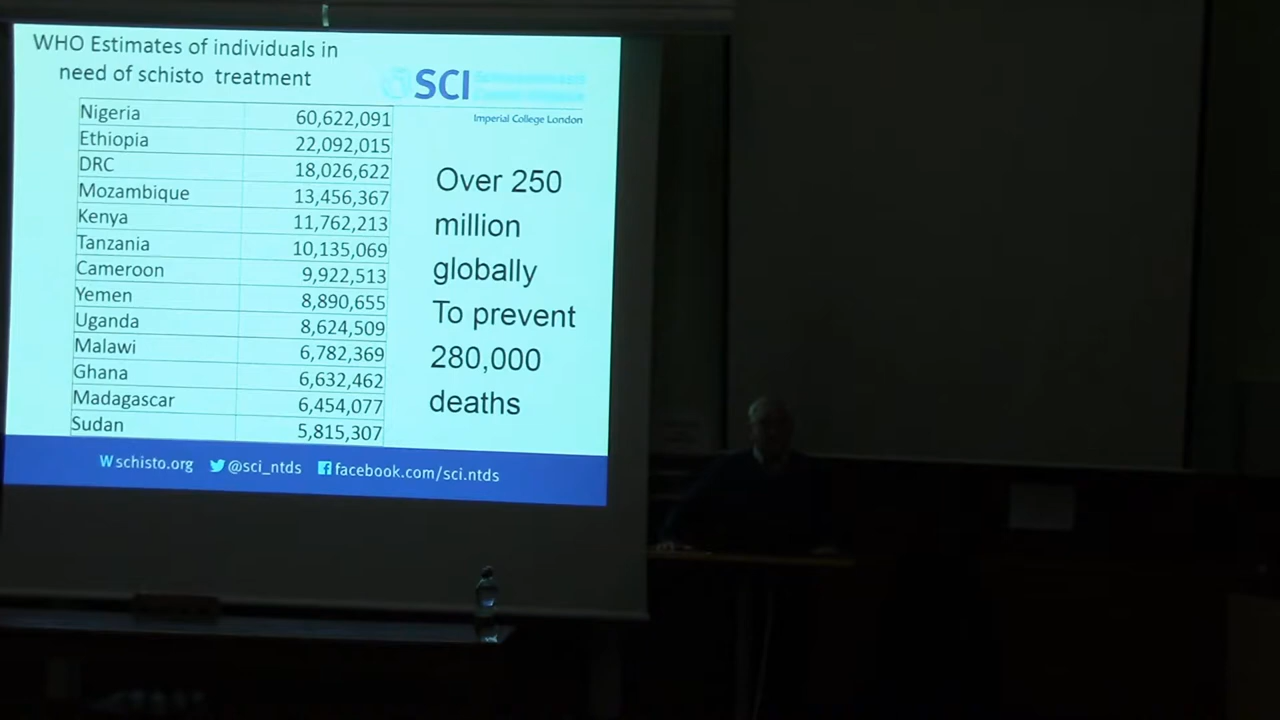 WHO Estimates of individuals in
need of schisto treatment
SCI
Imperial College London
Nigeria 60,622,091
Ethiopia 22,092,015
DRC 18,026,622
Mozambique 13,456,367
Kenya 11,762,213
Tanzania 10,135,069
Cameroon 9,922,513
Yemen 8,890,655
Uganda 8,624,509
Malawi 6,782,369
Ghana 6,632,462
Madagascar 6,454,077
Sudan 5,815,307
Over 250
million
globally
To prevent
280,000
deaths
W schisto.org @sci_ntds facebook.com/sci.ntds